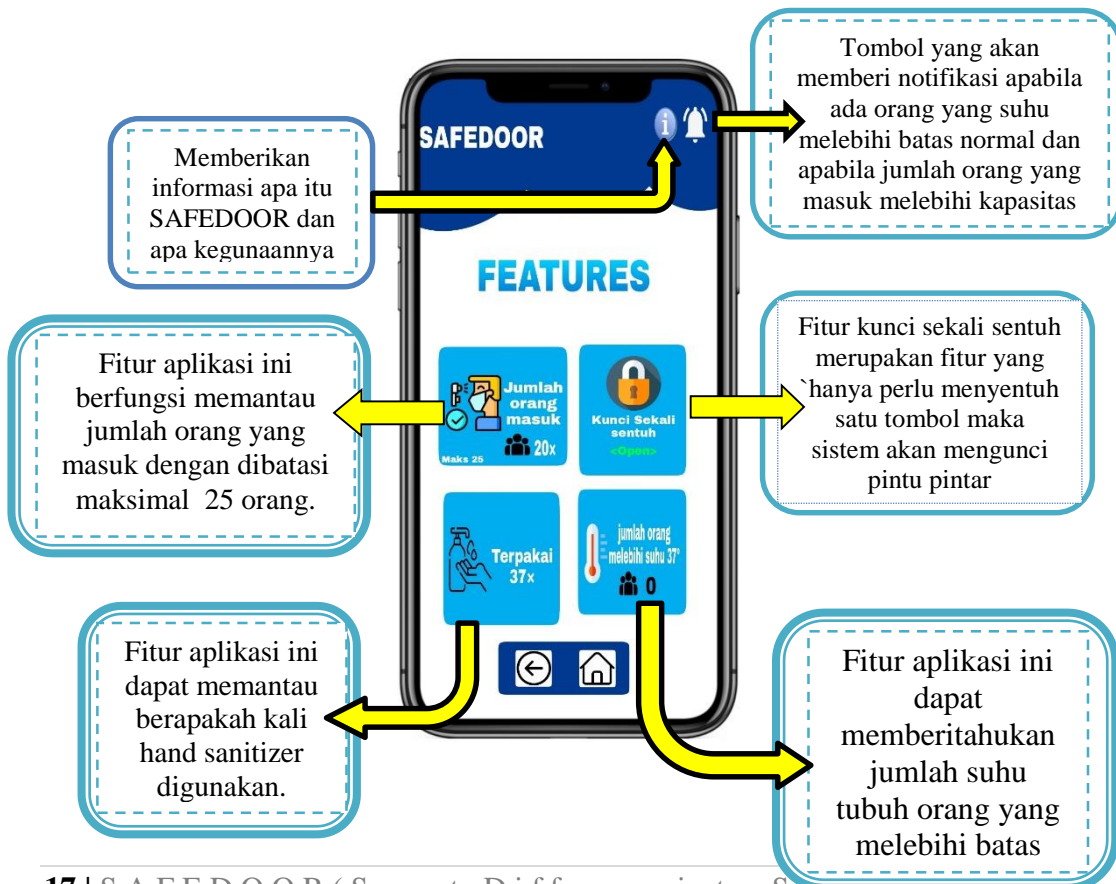 Tombol yang akan
memberi notifikasi apabila
ada orang yang suhu
melebihi batas normal dan
apabila jumlah orang yang
masuk melebihi kapasitas
Memberikan
informasi apa itu
SAFEDOOR dan
apa kegunaannya
SAFEDOOR
i
FEATURES
Fitur aplikasi ini
berfungsi memantau
jumlah orang yang
masuk dengan dibatasi
maksimal 25 orang.
Jumlah
orang
masuk
20x
Maks 25
Kunci Sekali
sentuh
<Open>
Fitur kunci sekali sentuh
merupakan fitur yang
`hanya perlu menyentuh
satu tombol maka
sistem akan mengunci
pintu pintar
Terpakai
37x
jumlah orang
melebihi suhu 37°
0
Fitur aplikasi ini
dapat memantau
berapakah kali
hand sanitizer
digunakan.
Fitur aplikasi ini
dapat
memberitahukan
jumlah suhu
tubuh orang yang
melebihi batas
17 | S A F E D O O R (